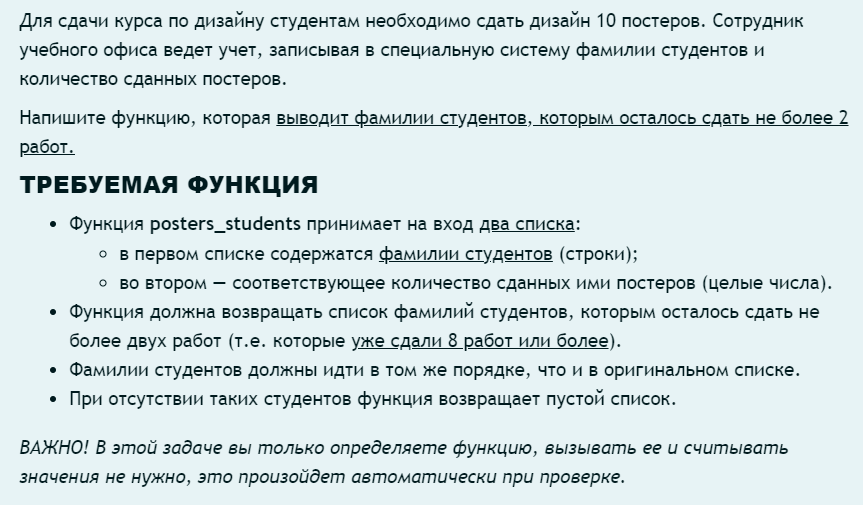 Для сдачи курса по дизайну студентам необходимо сдать дизайн 10 постеров. Сотрудник
учебного офиса ведет учет, записывая в специальную систему фамилии студентов и
количество сданных постеров.
Напишите функцию, которая выводит фамилии студентов, которым осталось сдать не более 2
работ.
ТРЕБУЕМАЯ ФУНКЦИЯ
• Функция posters_students принимает на вход два списка:
◦ в первом списке содержатся фамилии студентов (строки);
◦ во втором — соответствующее количество сданных ими постеров (целые числа).
• Функция должна возвращать список фамилий студентов, которым осталось сдать не
более двух работ (т.е. которые уже сдали 8 работ или более).
• Фамилии студентов должны идти в том же порядке, что и в оригинальном списке.
• При отсутствии таких студентов функция возвращает пустой список.
ВАЖНО! В этой задаче вы только определяете функцию, вызывать ее и считывать
значения не нужно, это произойдет автоматически при проверке.